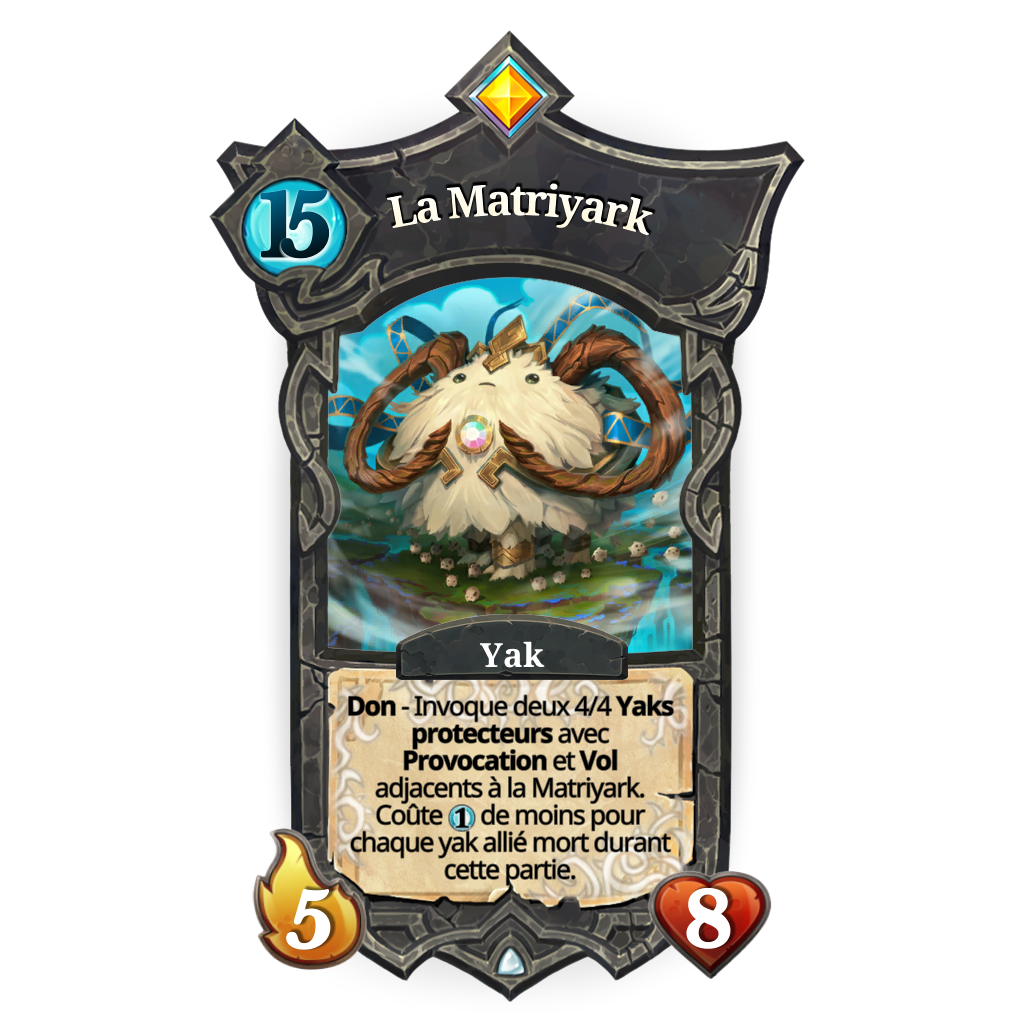 15
La Matriyark
Yak
Don - Invoque deux 4/4 Yaks
protecteurs avec
Provocation et Vol
adjacents à la Matriyark.
Coûte 1 de moins pour
chaque yak allié mort durant
cette partie.
5
8